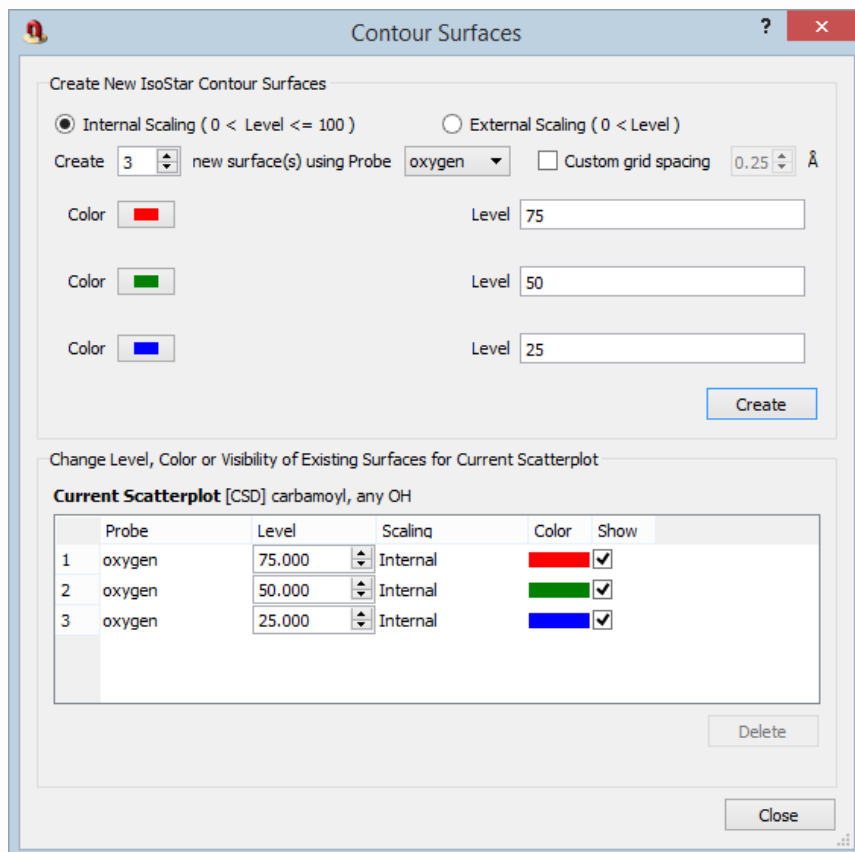 Contour Surfaces ?
Create New IsoStar Contour Surfaces
Internal Scaling ( 0 < Level <= 100 ) External Scaling ( 0 < Level )
Create 3 new surface(s) using Probe oxygen Custom grid spacing 0.25 Å
Color Level 75
Color Level 50
Color Level 25
Create
Change Level, Color or Visibility of Existing Surfaces for Current Scatterplot
Current Scatterplot [CSD] carbamoyl, any OH
Probe Level Scaling Color Show
1 oxygen 75.000 Internal
2 oxygen 50.000 Internal
3 oxygen 25.000 Internal
Delete
Close